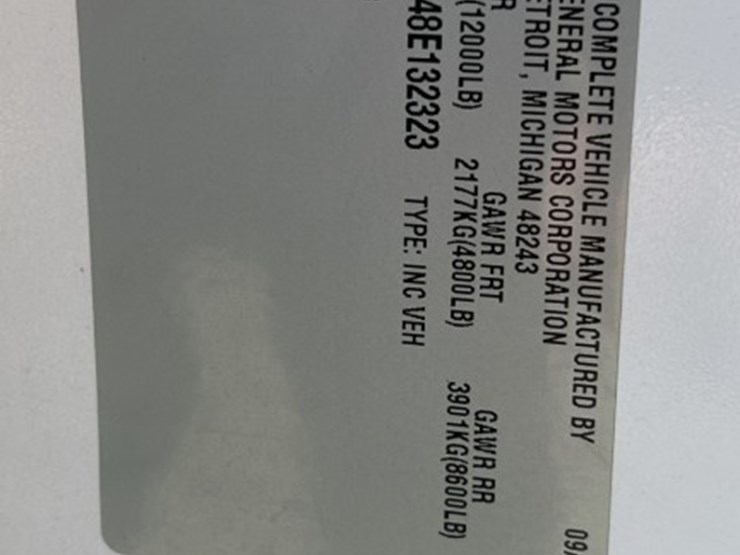 COMPLETE VEHICLE MANUFACTURED BY 09/
ENERAL MOTORS CORPORATION
ETROIT, MICHIGAN 48243
R GAWR FRT GAWR RR
(12000LB) 2177KG(4800LB) 3901KG(8600LB)
48E132323 TYPE: INC VEH